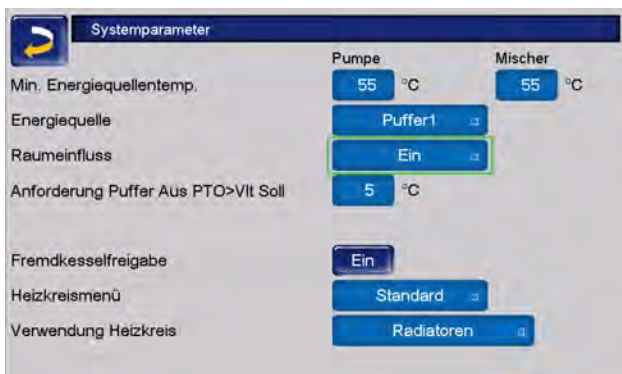 Systemparameter
Pumpe Mischer
Min. Energiequellentemp. 55 °C 55 °C
Energiequelle Puffer1
Raumeinfluss Ein
Anforderung Puffer Aus PTO>Vlt Soll 5 °C
Fremdkesselfreigabe Ein
Heizkreismenü Standard
Verwendung Heizkreis Radiatoren